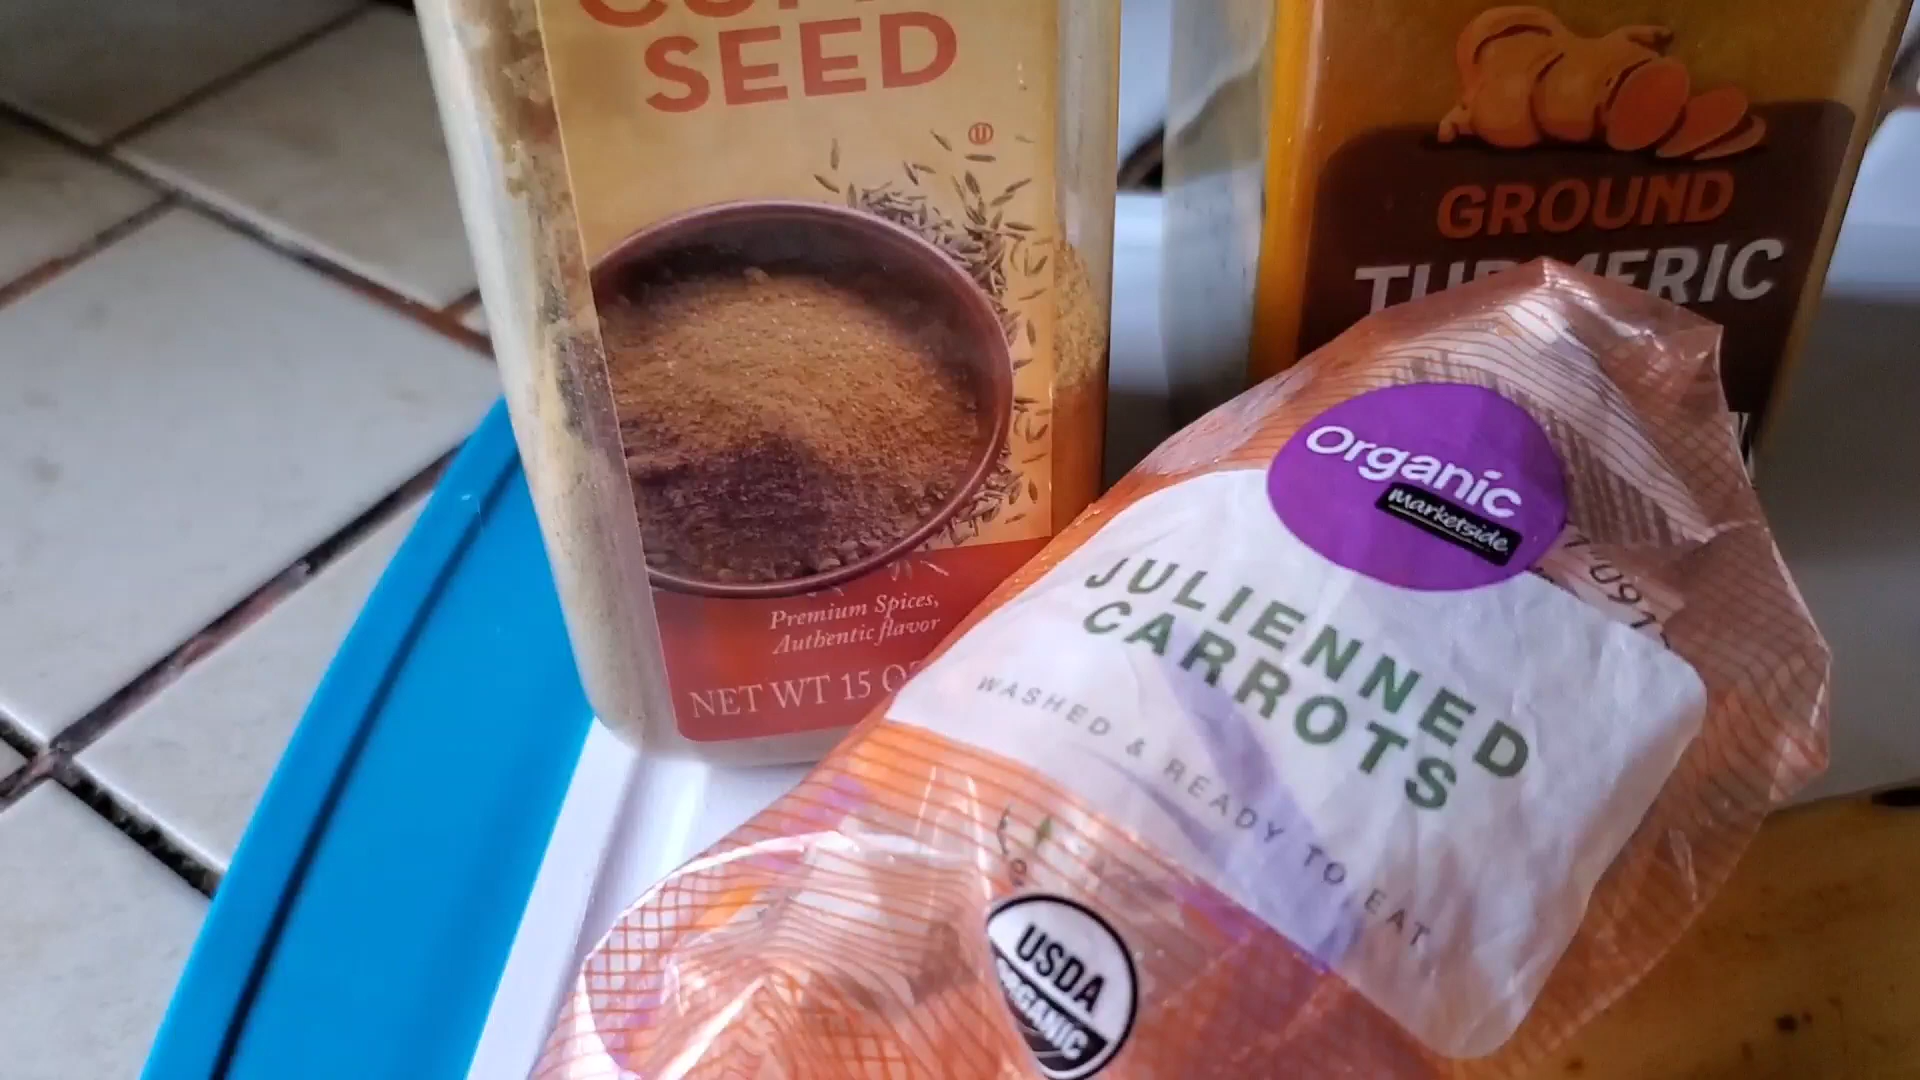 SEED
Premium Spices,
Authentic flavor
NET WT 15
GROUND
TURMERIC
organic
marketside.
JULIENNED
CARROTS
WASHED & READY TO EAT
USDA
ORGANIC